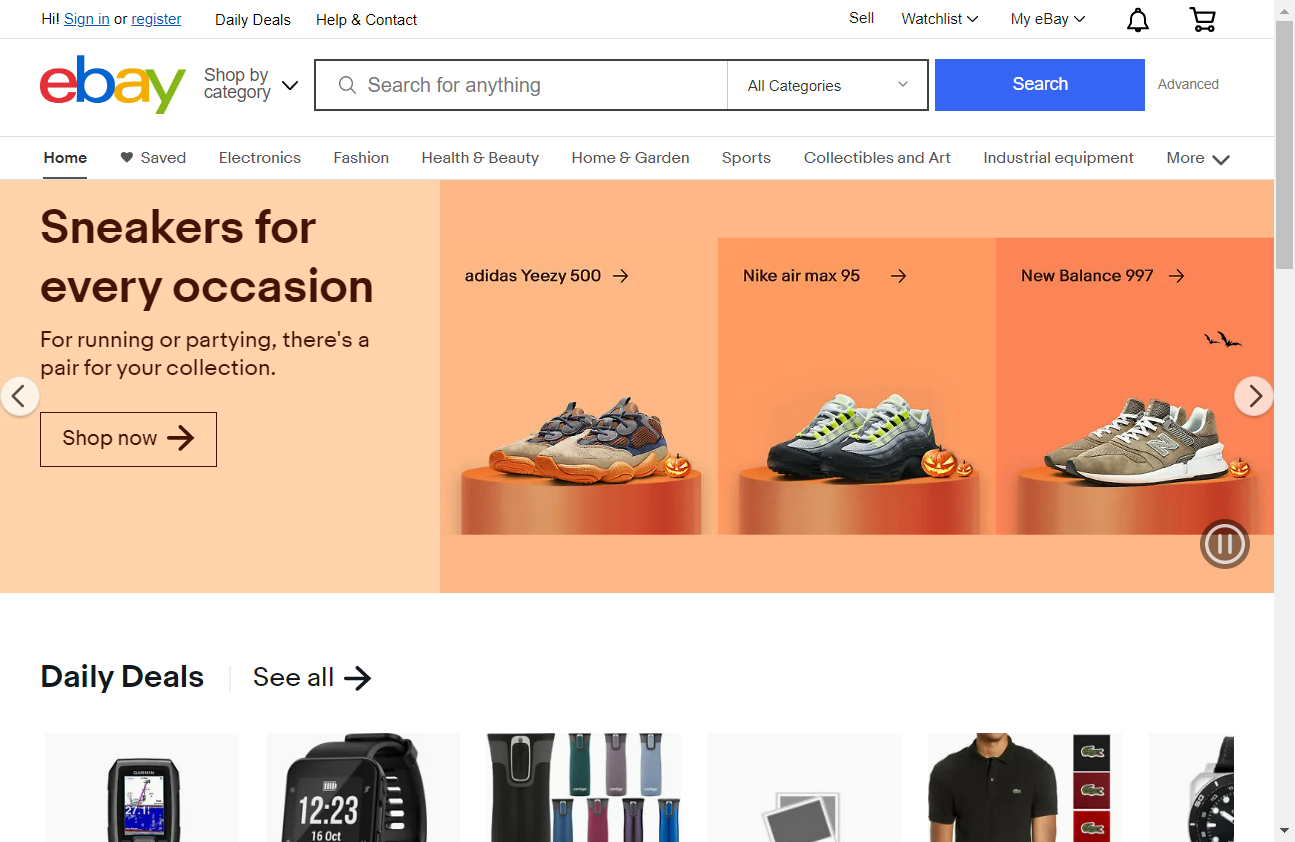 Hi! Sign in or register
Daily Deals
Help & Contact
Sell
Watchlist
My eBay
ebay
Shop by
category
Search for anything
All Categories
Search
Advanced
Home
Saved
Electronics
Fashion
Health & Beauty
Home & Garden
Sports
Collectibles and Art
Industrial equipment
More
Sneakers for
every occasion
For running or partying, there's a
pair for your collection.
Shop now
adidas Yeezy 500
Nike air max 95
New Balance 997
Daily Deals
See all
GARMIN
12:23
16 Oct